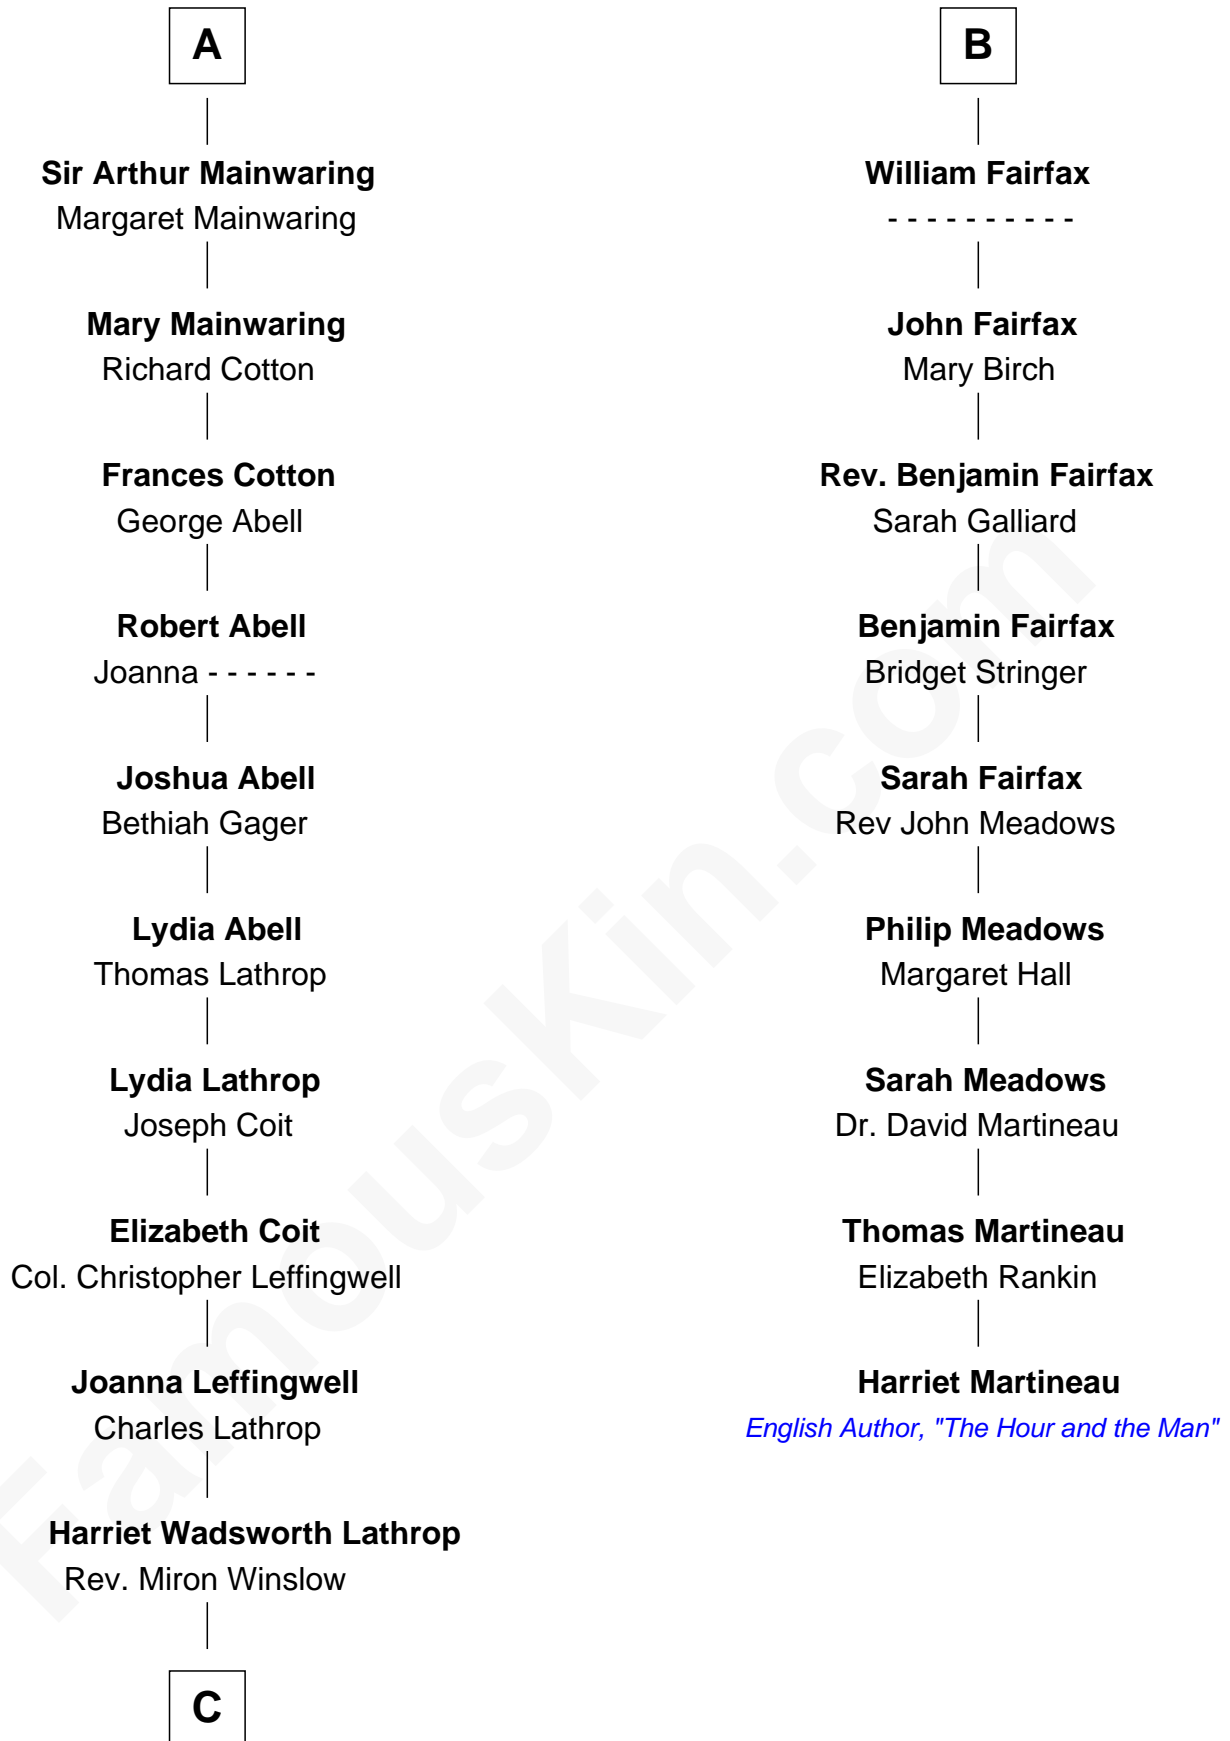 A
Sir Arthur Mainwaring
Margaret Mainwaring
Mary Mainwaring
Richard Cotton
Frances Cotton
George Abell
Robert Abell
Joanna - - - - - -
Joshua Abell
Bethiah Gager
Lydia Abell
Thomas Lathrop
Lydia Lathrop
Joseph Coit
Elizabeth Coit
Col. Christopher Leffingwell
Joanna Leffingwell
Charles Lathrop
Harriet Wadsworth Lathrop
Rev. Miron Winslow
C
B
William Fairfax
- - - - - - - - - -
John Fairfax
Mary Birch
Rev. Benjamin Fairfax
Sarah Galliard
Benjamin Fairfax
Bridget Stringer
Sarah Fairfax
Rev John Meadows
Philip Meadows
Margaret Hall
Sarah Meadows
Dr. David Martineau
Thomas Martineau
Elizabeth Rankin
Harriet Martineau
English Author, "The Hour and the Man"
FamousKin.com